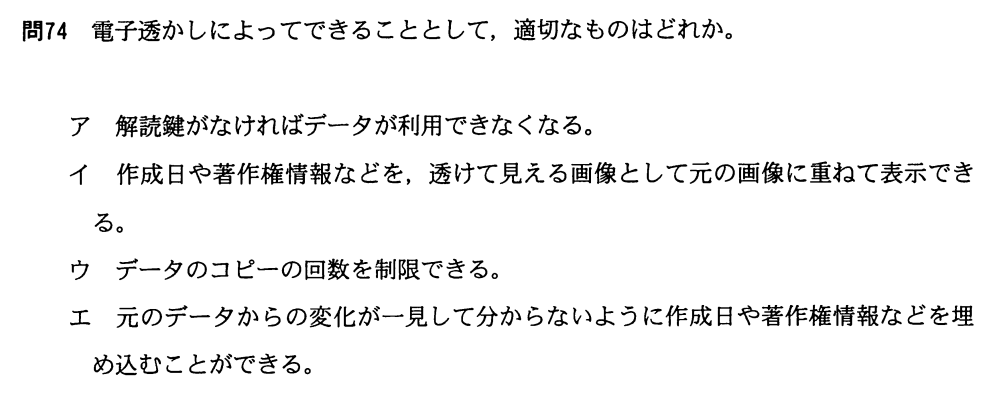 問74　電子透かしによってできることとして，適切なものはどれか。
ア　解読鍵がなければデータが利用できなくなる。
イ　作成日や著作権情報などを，透けて見える画像として元の画像に重ねて表示でき
る。
ウ　データのコピーの回数を制限できる。
エ　元のデータからの変化が一見して分からないように作成日や著作権情報などを埋
め込むことができる。